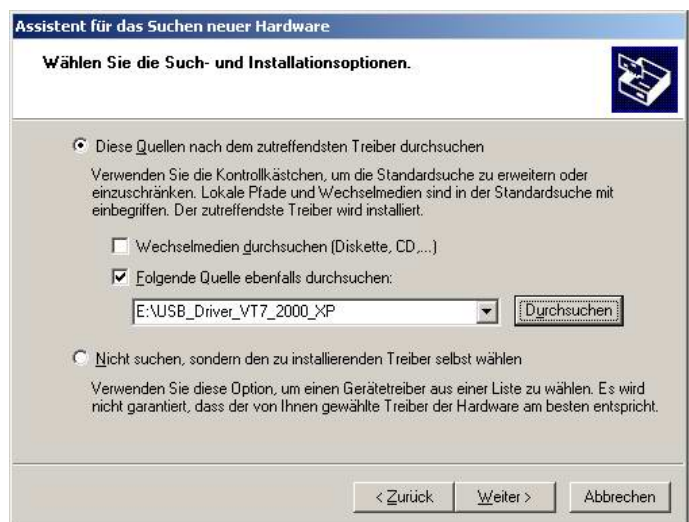 Assistent für das Suchen neuer Hardware
Wählen Sie die Such- und Installationsoptionen.
Diese Quellen nach dem zutreffendsten Treiber durchsuchen
Verwenden Sie die Kontrollkästchen, um die Standardsuche zu erweitern oder
einzuschränken. Lokale Pfade und Wechselmedien sind in der Standardsuche mit
einbegriffen. Der zutreffendste Treiber wird installiert.
Wechselmedien durchsuchen (Diskette, CD,...)
Folgende Quelle ebenfalls durchsuchen:
E:\USB_Driver_VT7_2000_XP
Durchsuchen
Nicht suchen, sondern den zu installierenden Treiber selbst wählen
Verwenden Sie diese Option, um einen Gerätetreiber aus einer Liste zu wählen. Es wird
nicht garantiert, dass der von Ihnen gewählte Treiber der Hardware am besten entspricht.
< Zurück Weiter > Abbrechen